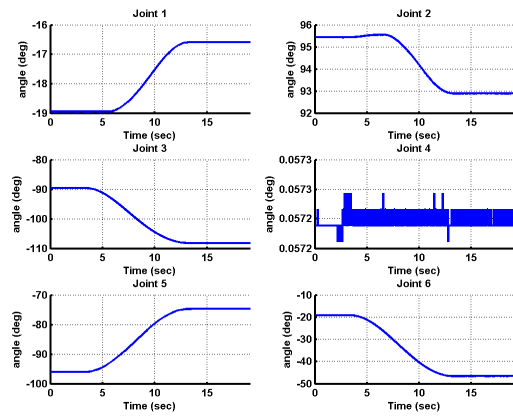 Joint 1
Joint 2
-16
-17
-18
-19
angle (deg)
0 5 10 15
Time (sec)
96
95
94
93
92
angle (deg)
0 5 10 15
Time (sec)
Joint 3
Joint 4
-80
-90
-100
-110
angle (deg)
0 5 10 15
Time (sec)
0.0573
0.0573
0.0572
0.0572
angle (deg)
0 5 10 15
Time (sec)
Joint 5
Joint 6
-70
-80
-90
-100
angle (deg)
0 5 10 15
Time (sec)
-10
-20
-30
-40
-50
angle (deg)
0 5 10 15
Time (sec)